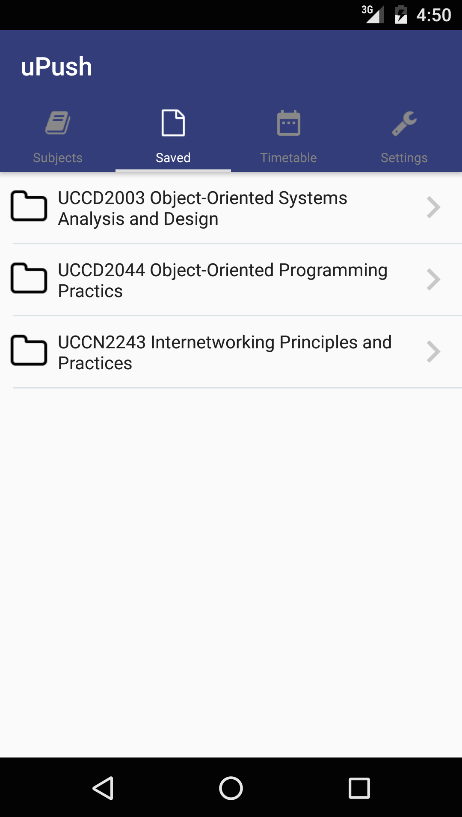 3G 4:50
uPush
Subjects Saved Timetable Settings
UCCD2003 Object-Oriented Systems
Analysis and Design
UCCD2044 Object-Oriented Programming
Practics
UCCN2243 Internetworking Principles and
Practices